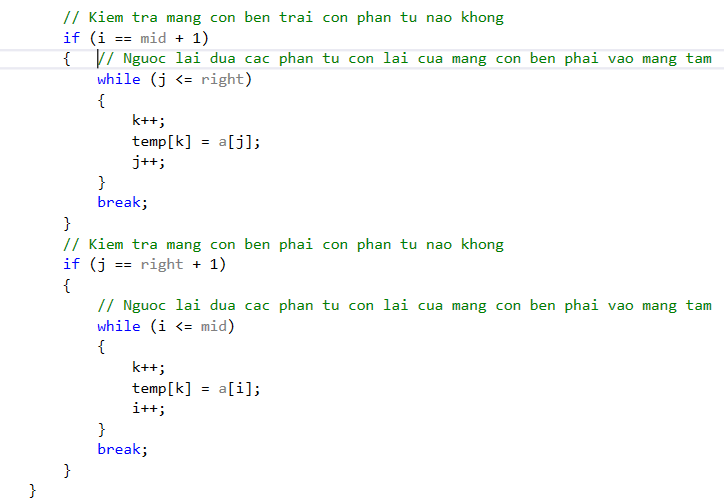 // Kiem tra mang con ben trai con phan tu nao khong
if (i == mid + 1)
{ // Nguoc lai dua cac phan tu con lai cua mang con ben phai vao mang tam
while (j <= right)
{
k++;
temp[k] = a[j];
j++;
}
break;
}
// Kiem tra mang con ben phai con phan tu nao khong
if (j == right + 1)
{
// Nguoc lai dua cac phan tu con lai cua mang con ben phai vao mang tam
while (i <= mid)
{
k++;
temp[k] = a[i];
i++;
}
break;
}
}